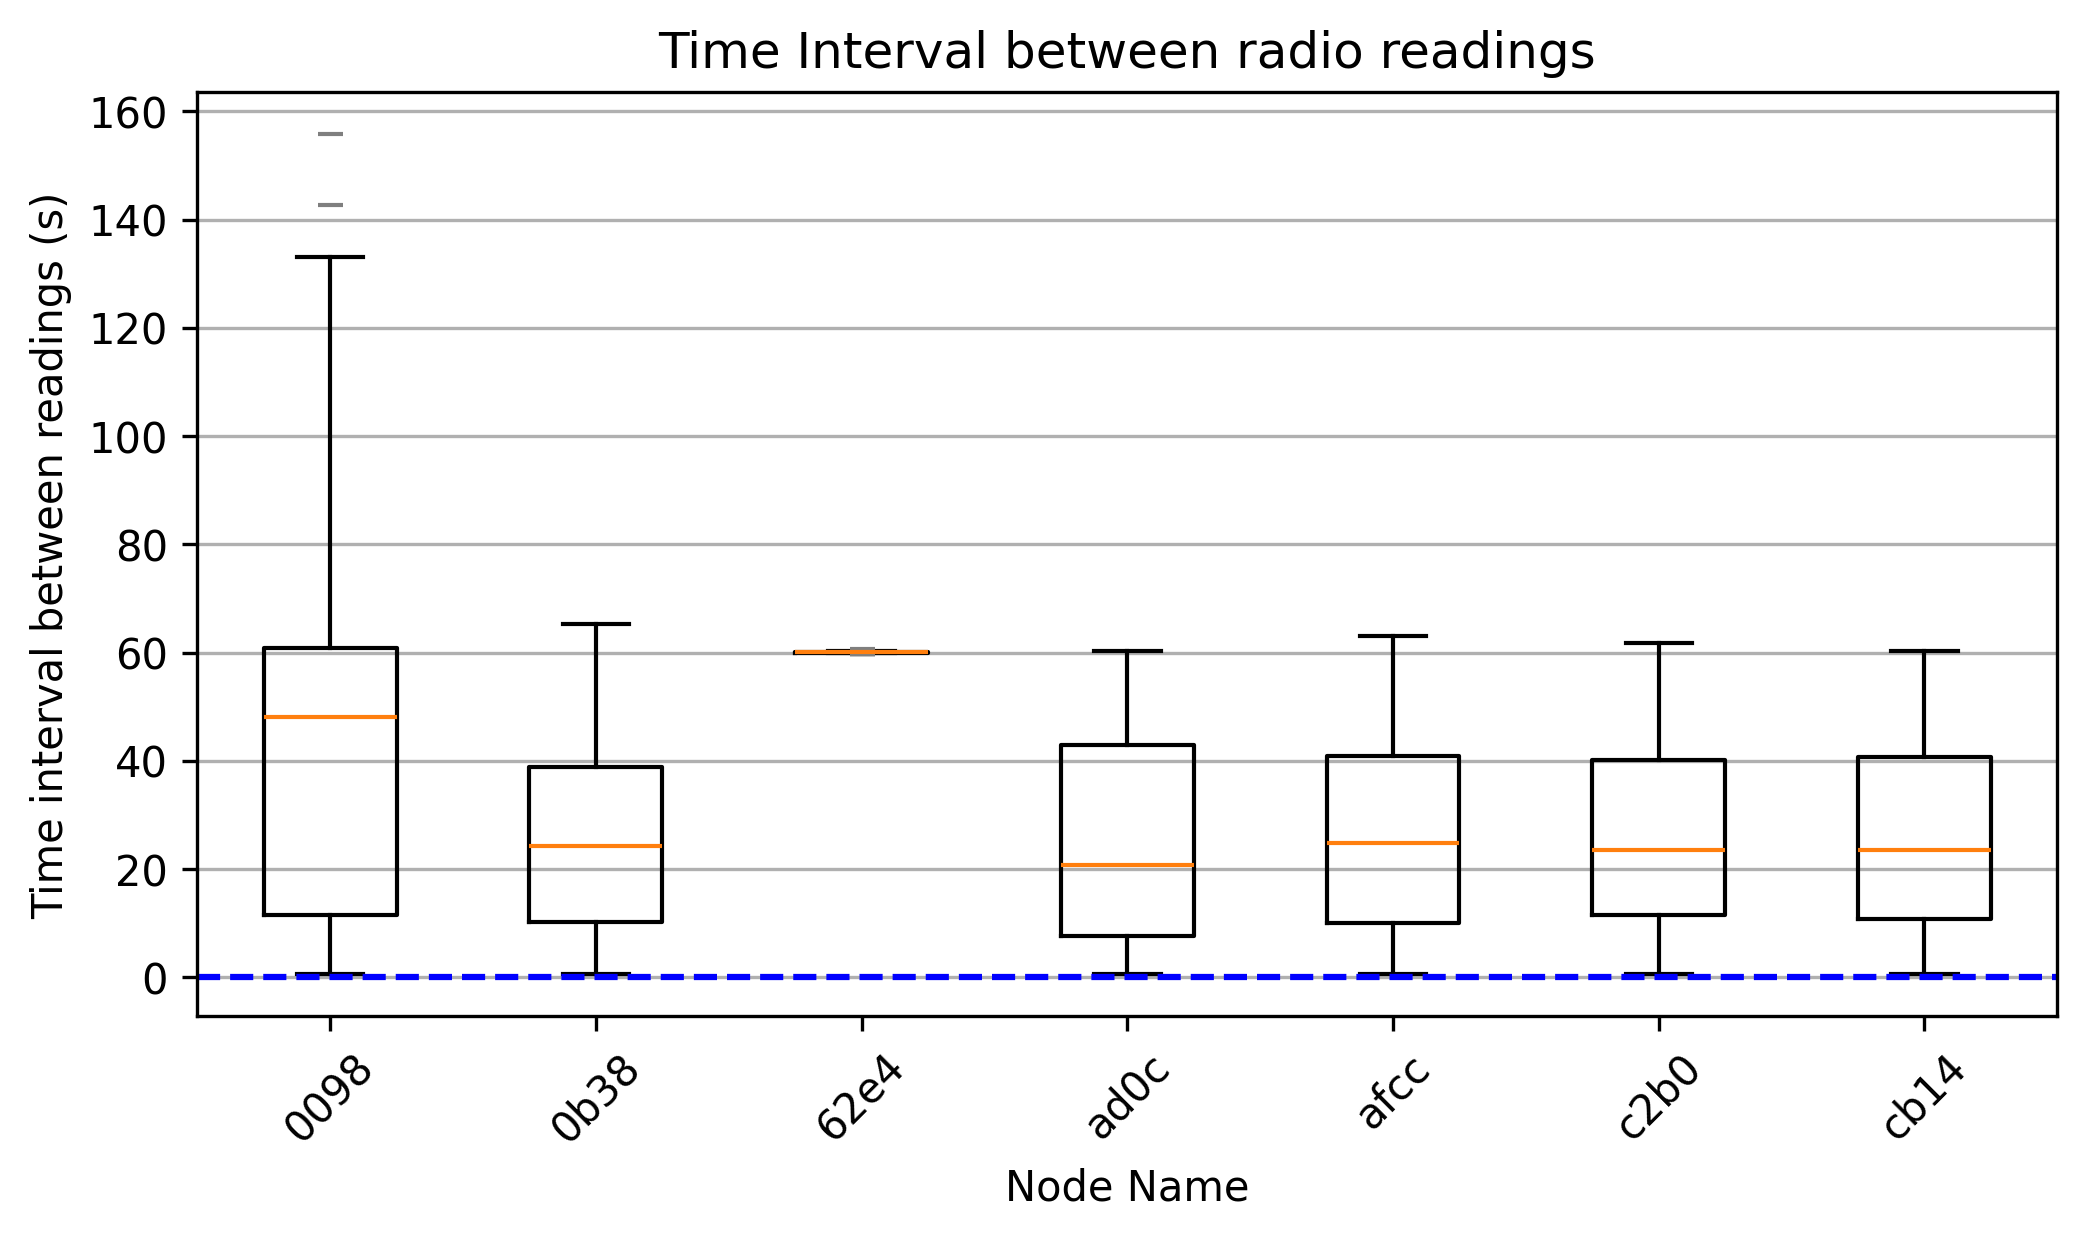 Time Interval between radio readings
Time interval between readings (s)
160
140
120
100
80
60
40
20
0
0098
0b38
62e4
ad0c
afcc
c2b0
cb14
Node Name